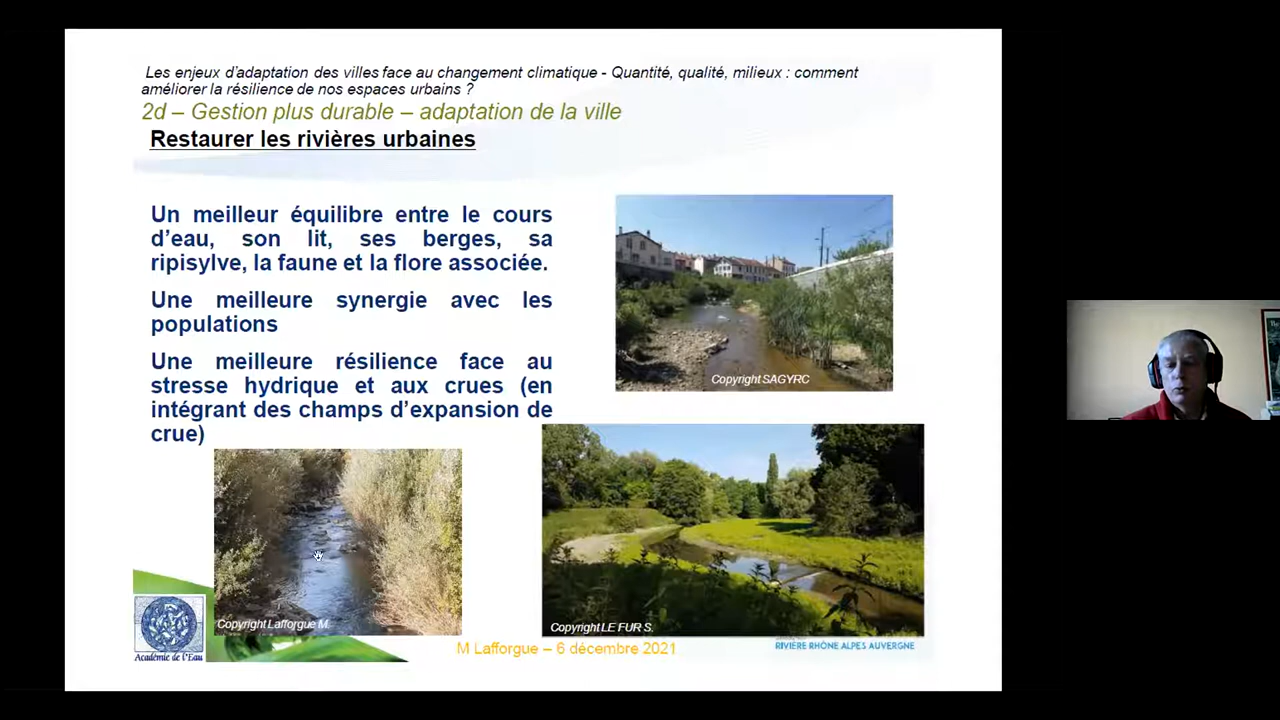 Les enjeux d’adaptation des villes face au changement climatique - Quantité, qualité, milieux : comment
améliorer la résilience de nos espaces urbains ?
2d – Gestion plus durable – adaptation de la ville
Restaurer les rivières urbaines
Un meilleur équilibre entre le cours
d’eau, son lit, ses berges, sa
ripisylve, la faune et la flore associée.
Une meilleure synergie avec les
populations
Une meilleure résilience face au
stresse hydrique et aux crues (en
intégrant des champs d’expansion de
crue)
Copyright SAGYRC
Copyright Lafforgue M.
Copyright LE FUR S.
Académie de l'Eau
M Lafforgue – 6 décembre 2021
RIVIÈRE RHÔNE ALPES AUVERGNE